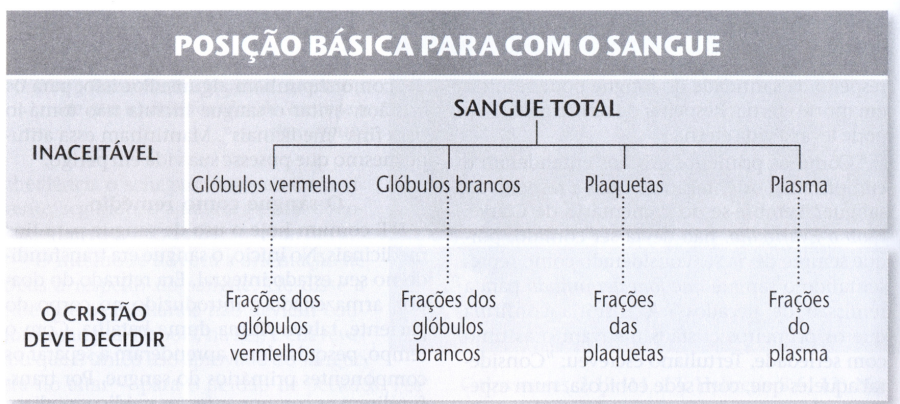 POSIÇÃO BÁSICA PARA COM O SANGUE
SANGUE TOTAL
INACEITÁVEL
Glóbulos vermelhos Glóbulos brancos Plaquetas Plasma
O CRISTÃO
DEVE DECIDIR
Frações dos
glóbulos
vermelhos
Frações dos
glóbulos
brancos
Frações
das
plaquetas
Frações
do
plasma